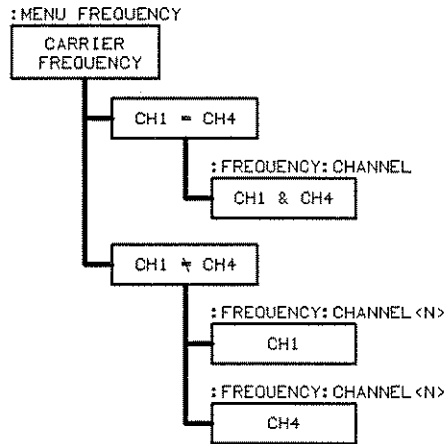 :MENU FREQUENCY
CARRIER
FREQUENCY
CH1 = CH4
:FREQUENCY:CHANNEL
CH1 & CH4
CH1 ≠ CH4
:FREQUENCY:CHANNEL<N>
CH1
:FREQUENCY:CHANNEL<N>
CH4